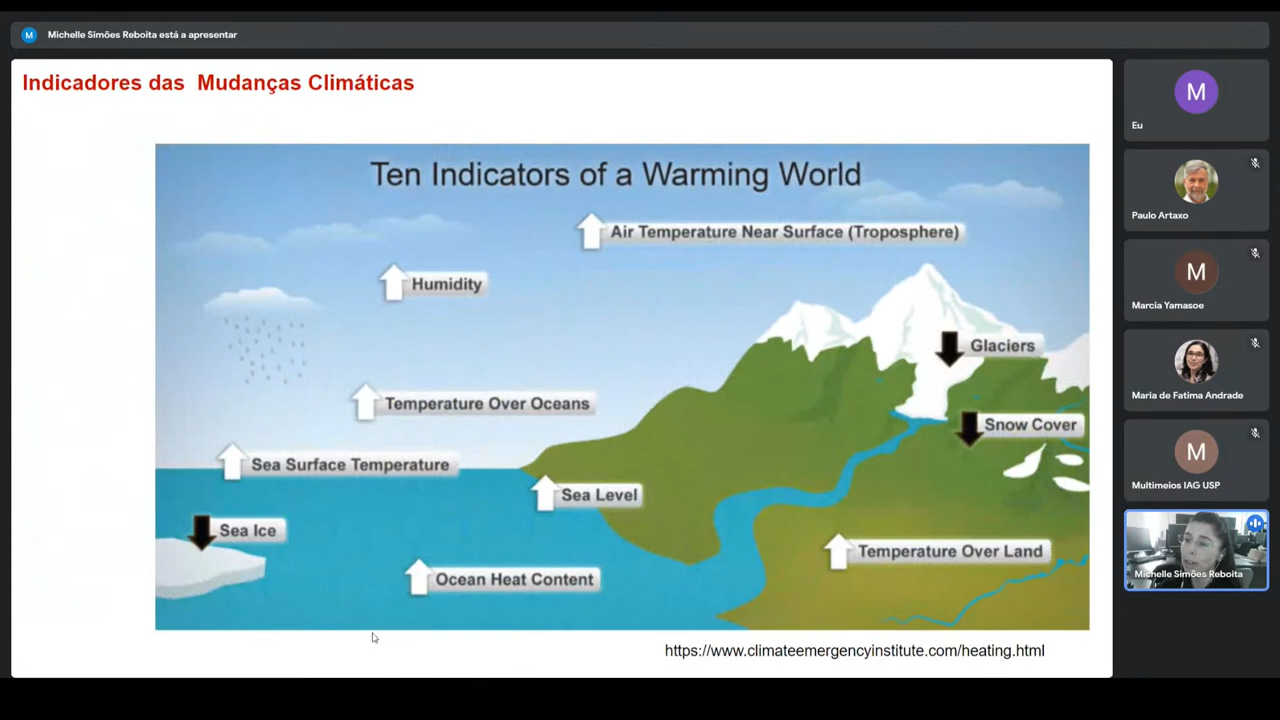 M Michelle Simões Reboita está a apresentar
Indicadores das Mudanças Climáticas
Ten Indicators of a Warming World
Air Temperature Near Surface (Troposphere)
Humidity
Glaciers
Temperature Over Oceans
Snow Cover
Sea Surface Temperature
Sea Level
Sea Ice
Temperature Over Land
Ocean Heat Content
https://www.climateemergencyinstitute.com/heating.html
M
Eu
Paulo Artaxo
M
Marcia Yamasoe
Maria de Fatima Andrade
M
Multimeios IAG USP
Michelle Simões Reboita